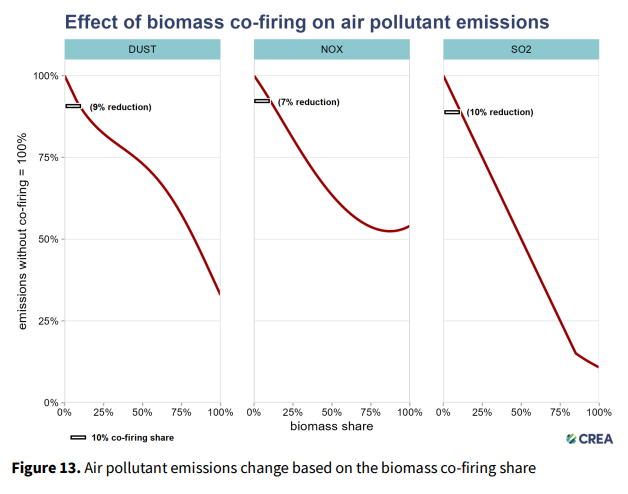 Effect of biomass co-firing on air pollutant emissions
DUST NOX SO2
emissions without co-firing = 100%
100%
75%
50%
25%
0%
(9% reduction) (7% reduction) (10% reduction)
0% 25% 50% 75% 100% 0% 25% 50% 75% 100% 0% 25% 50% 75% 100%
biomass share
10% co-firing share
CREA
Figure 13. Air pollutant emissions change based on the biomass co-firing share